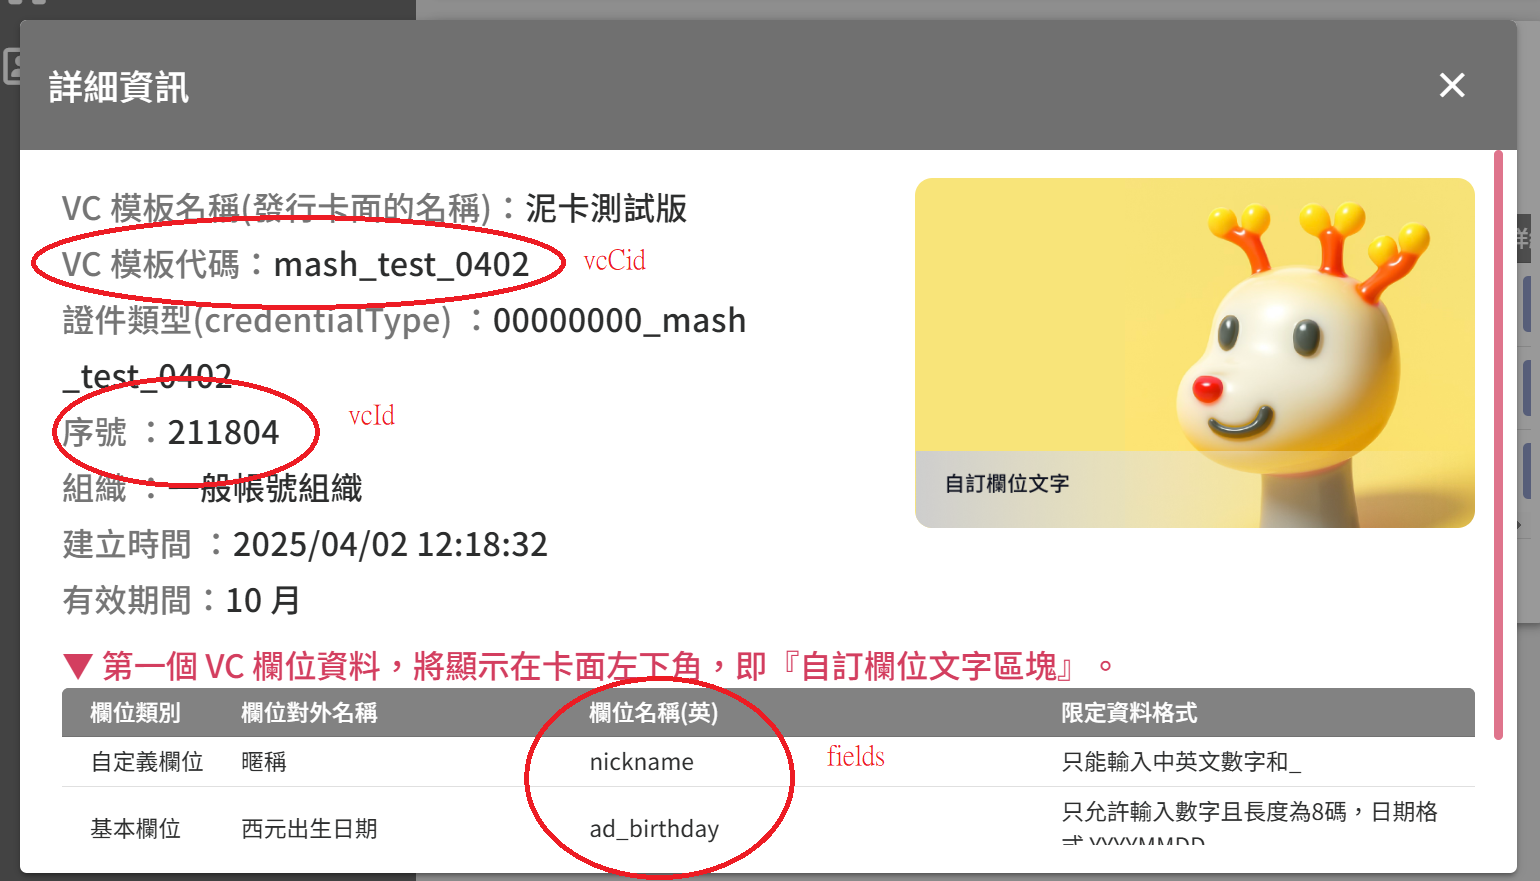 詳細資訊
VC 模板名稱(發行卡面的名稱)：泥卡測試版
VC 模板代碼：mash_test_0402
vcCid
證件類型(credentialType) ：00000000_mash
_test_0402
序號 ：211804
vcId
組織 ：一般帳號組織
建立時間 ：2025/04/02 12:18:32
有效期間：10 月
自訂欄位文字
▼ 第一個 VC 欄位資料，將顯示在卡面左下角，即『自訂欄位文字區塊』。
欄位類別 欄位對外名稱 欄位名稱(英) 限定資料格式
自定義欄位 暱稱 nickname 只能輸入中英文數字和_
fields
基本欄位 西元出生日期 ad_birthday 只允許輸入數字且長度為8碼，日期格
式 YYYYMMDD